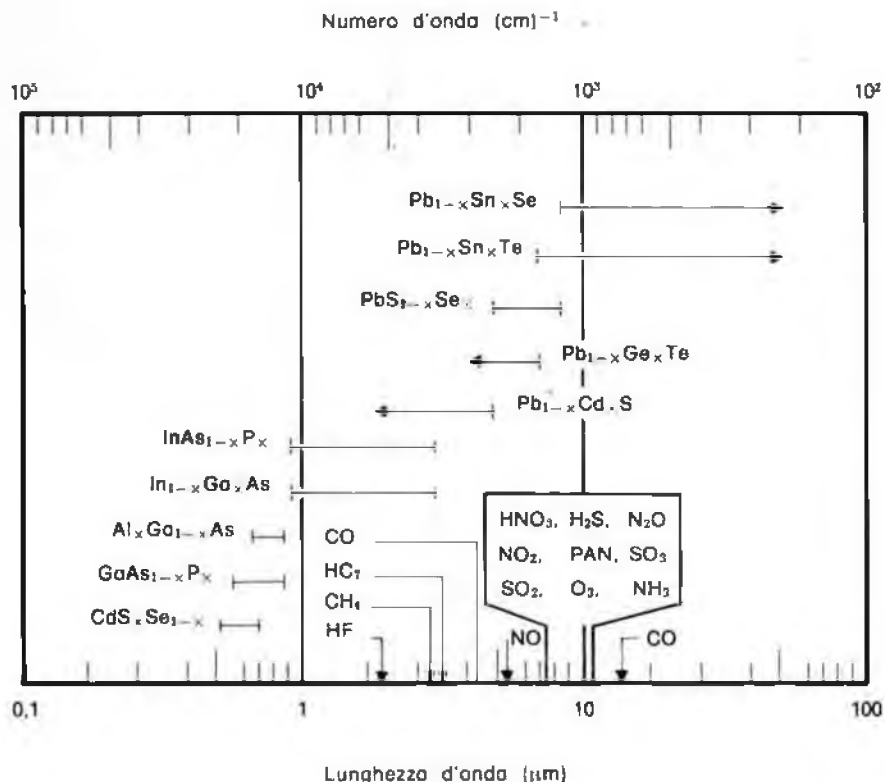 Numero d'onda (cm)⁻¹
10⁵ 10⁴ 10³ 10²
Pb₁₋ₓSnₓSe
Pb₁₋ₓSnₓTe
PbS₁₋ₓSeₓ
Pb₁₋ₓGeₓTe
Pb₁₋ₓCd.S
InAs₁₋ₓPₓ
In₁₋ₓGaₓAs
HNO₃, H₂S, N₂O
AlₓGa₁₋ₓAs CO
NO₂, PAN, SO₃
GaAs₁₋ₓPₓ HC₇
SO₂, O₃, NH₃
CH₄
CdSₓSe₁₋ₓ
HF NO CO
0,1 1 10 100
Lunghezza d'onda (μm)